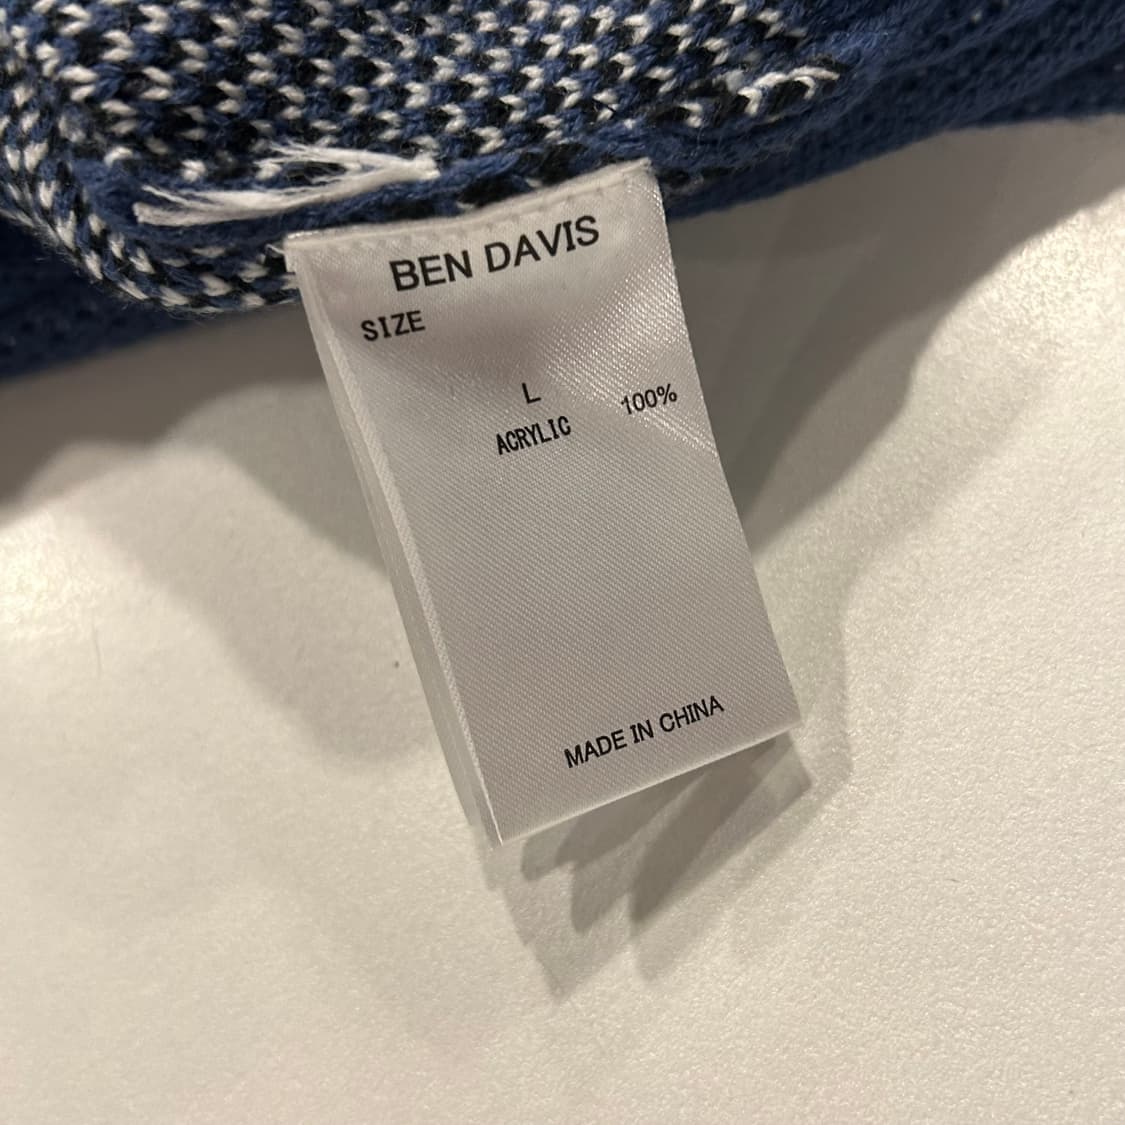 BEN DAVIS
SIZE
L
ACRYLIC 100%
MADE IN CHINA